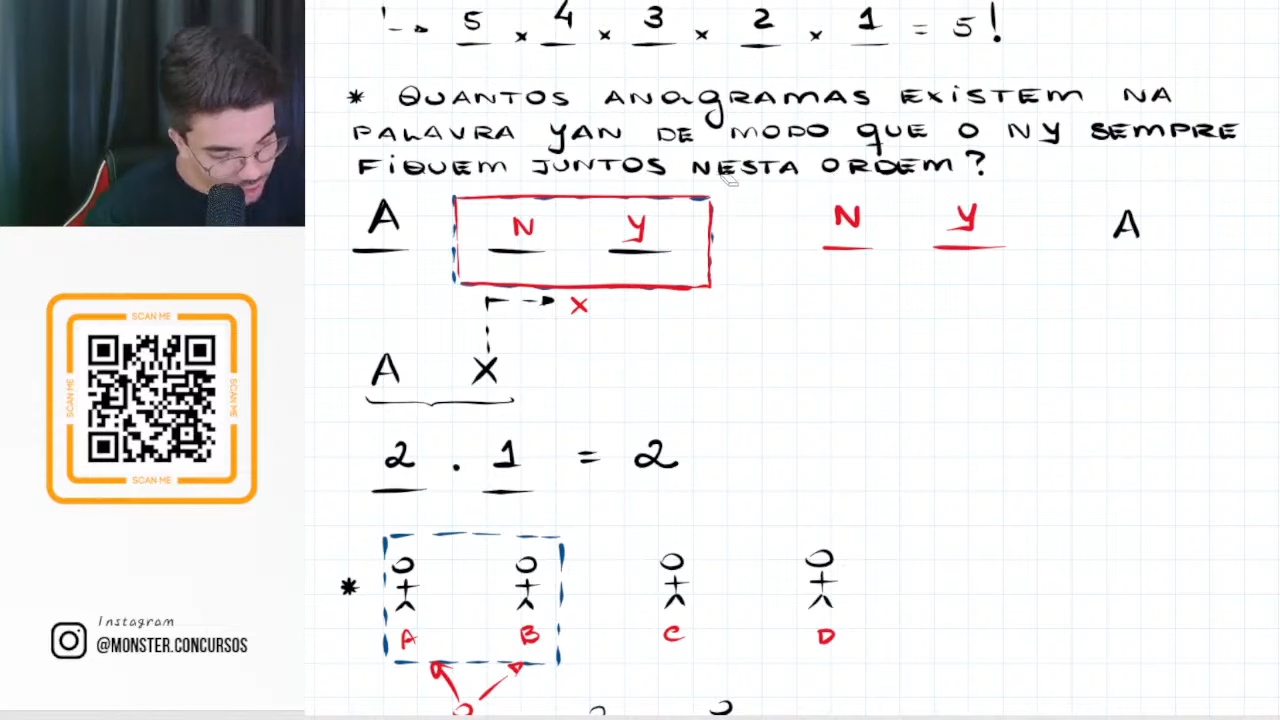 5 × 4 × 3 × 2 × 1 = 5!
* QUANTOS ANAGRAMAS EXISTEM NA
PALAVRA YAN DE MODO QUE O NY SEMPRE
FIQUEM JUNTOS NESTA ORDEM?
A N Y N Y A
X
A X
2 . 1 = 2
*
A B C D
SCAN ME
SCAN ME
SCAN ME
SCAN ME
Instagram
@MONSTER.CONCURSOS